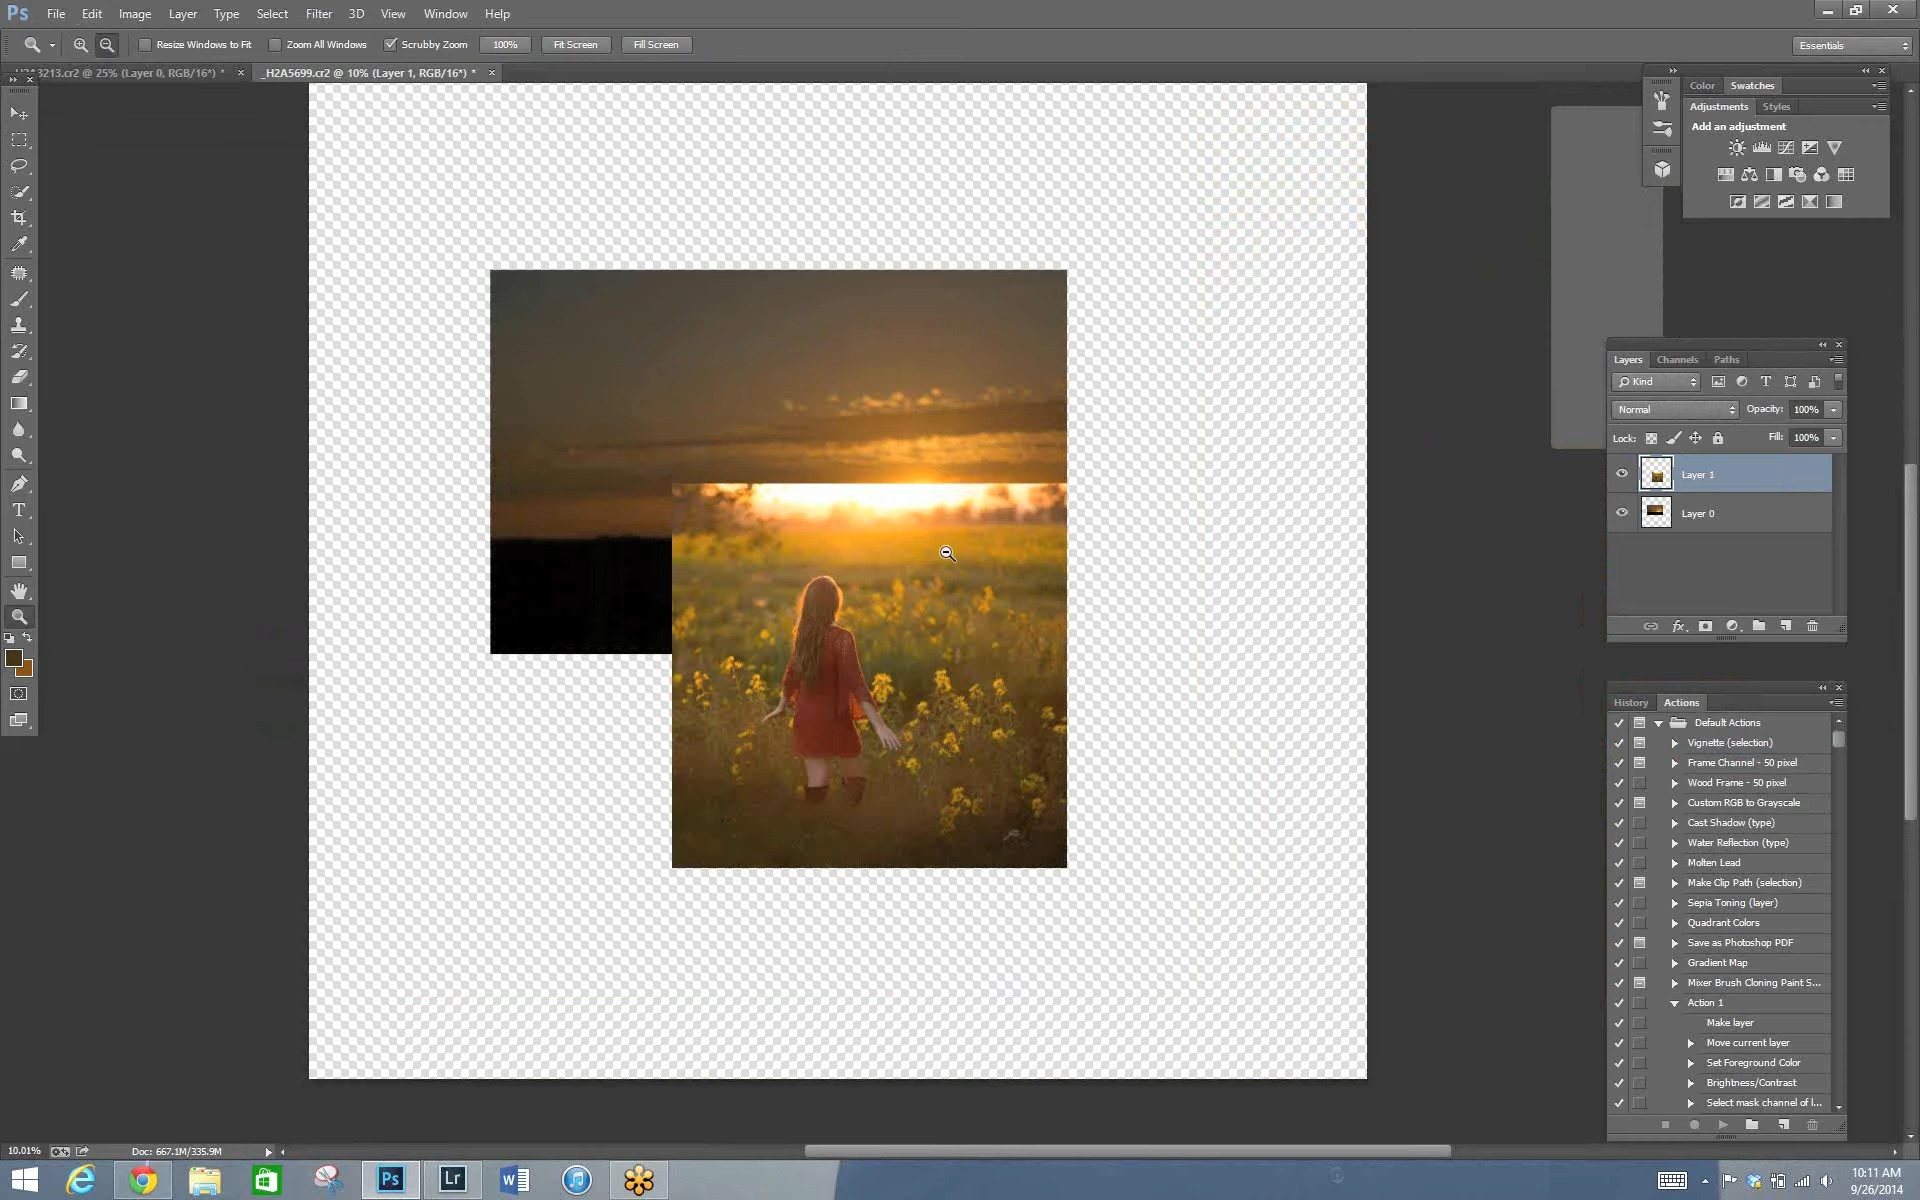 Ps File Edit Image Layer Type Select Filter 3D View Window Help
Resize Windows to Fit Zoom All Windows Scrubby Zoom 100% Fit Screen Fill Screen Essentials
3213.cr2 @ 25% (Layer 0, RGB/16*) * × _H2A5699.cr2 @ 10% (Layer 1, RGB/16*) * ×
Color Swatches
Adjustments Styles
Add an adjustment
Layers Channels Paths
Kind
Normal Opacity: 100%
Lock: Fill: 100%
Layer 1
Layer 0
History Actions
Default Actions
Vignette (selection)
Frame Channel - 50 pixel
Wood Frame - 50 pixel
Custom RGB to Grayscale
Cast Shadow (type)
Water Reflection (type)
Molten Lead
Make Clip Path (selection)
Sepia Toning (layer)
Quadrant Colors
Save as Photoshop PDF
Gradient Map
Mixer Brush Cloning Paint S...
Action 1
Make layer
Move current layer
Set Foreground Color
Brightness/Contrast
Select mask channel of l...
10.01% Doc: 667.1M/335.9M
Ps Lr W
10:11 AM
9/26/2014